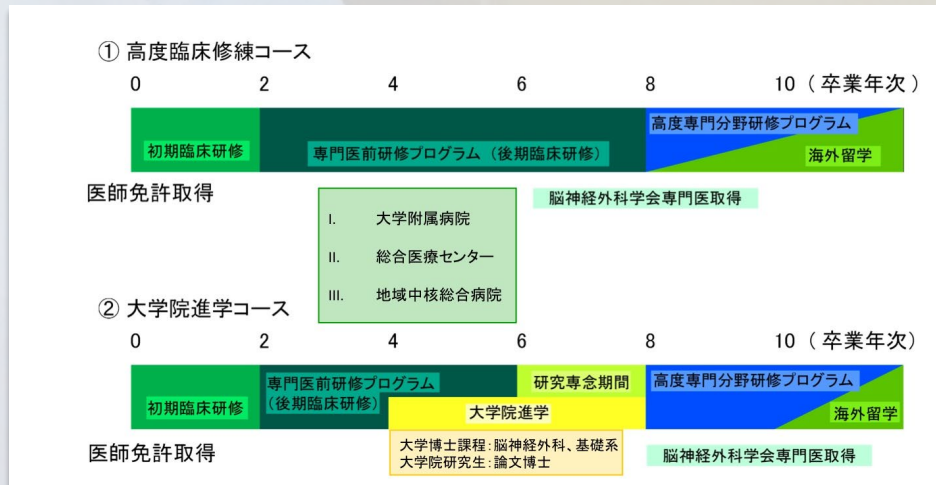 ① 高度臨床修練コース
0 2 4 6 8 10 ( 卒業年次 )
初期臨床研修
専門医前研修プログラム (後期臨床研修)
高度専門分野研修プログラム
海外留学
医師免許取得
脳神経外科学会専門医取得
I. 大学附属病院
II. 総合医療センター
III. 地域中核総合病院
② 大学院進学コース
0 2 4 6 8 10 ( 卒業年次)
初期臨床研修
専門医前研修プログラム
(後期臨床研修)
研究専念期間
大学院進学
高度専門分野研修プログラム
海外留学
医師免許取得
大学博士課程:脳神経外科、基礎系
大学院研究生:論文博士
脳神経外科学会専門医取得